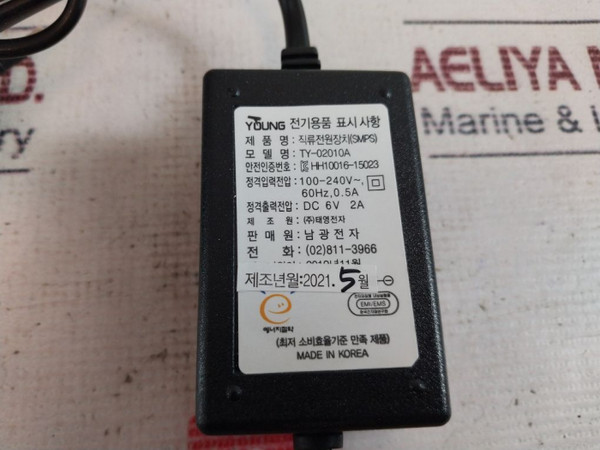 YOUNG 전기용품 표시사항
제 품 명 : 직류전원장치(SMPS)
모 델 명 : TY-02010A
안전인증번호 : HH10016-15023
정격입력전압 : 100-240V~,
60Hz, 0.5A
정격출력전압 : DC 6V 2A
제 조 원 : (주)태영전자
판 매 원 : 남광전자
전 화 : (02)811-3966
제조년월:2021. 5월
에너지절약
EMI/EMS
(최저 소비효율기준 만족 제품)
MADE IN KOREA
D.
AELIYA M
Marine &